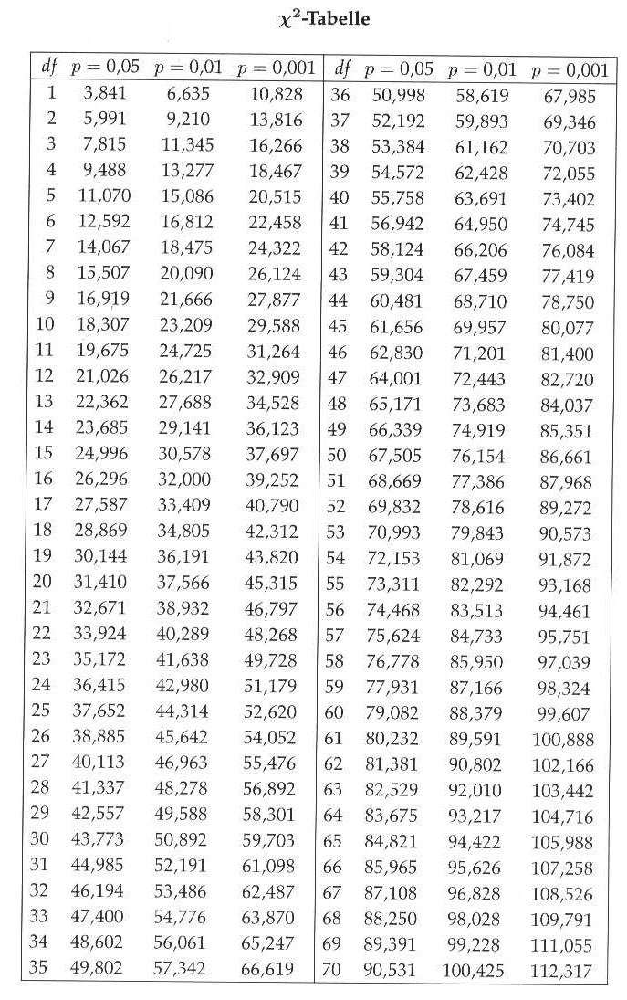 χ²-Tabelle
df p = 0,05 p = 0,01 p = 0,001 df p = 0,05 p = 0,01 p = 0,001
1 3,841 6,635 10,828 36 50,998 58,619 67,985
2 5,991 9,210 13,816 37 52,192 59,893 69,346
3 7,815 11,345 16,266 38 53,384 61,162 70,703
4 9,488 13,277 18,467 39 54,572 62,428 72,055
5 11,070 15,086 20,515 40 55,758 63,691 73,402
6 12,592 16,812 22,458 41 56,942 64,950 74,745
7 14,067 18,475 24,322 42 58,124 66,206 76,084
8 15,507 20,090 26,124 43 59,304 67,459 77,419
9 16,919 21,666 27,877 44 60,481 68,710 78,750
10 18,307 23,209 29,588 45 61,656 69,957 80,077
11 19,675 24,725 31,264 46 62,830 71,201 81,400
12 21,026 26,217 32,909 47 64,001 72,443 82,720
13 22,362 27,688 34,528 48 65,171 73,683 84,037
14 23,685 29,141 36,123 49 66,339 74,919 85,351
15 24,996 30,578 37,697 50 67,505 76,154 86,661
16 26,296 32,000 39,252 51 68,669 77,386 87,968
17 27,587 33,409 40,790 52 69,832 78,616 89,272
18 28,869 34,805 42,312 53 70,993 79,843 90,573
19 30,144 36,191 43,820 54 72,153 81,069 91,872
20 31,410 37,566 45,315 55 73,311 82,292 93,168
21 32,671 38,932 46,797 56 74,468 83,513 94,461
22 33,924 40,289 48,268 57 75,624 84,733 95,751
23 35,172 41,638 49,728 58 76,778 85,950 97,039
24 36,415 42,980 51,179 59 77,931 87,166 98,324
25 37,652 44,314 52,620 60 79,082 88,379 99,607
26 38,885 45,642 54,052 61 80,232 89,591 100,888
27 40,113 46,963 55,476 62 81,381 90,802 102,166
28 41,337 48,278 56,892 63 82,529 92,010 103,442
29 42,557 49,588 58,301 64 83,675 93,217 104,716
30 43,773 50,892 59,703 65 84,821 94,422 105,988
31 44,985 52,191 61,098 66 85,965 95,626 107,258
32 46,194 53,486 62,487 67 87,108 96,828 108,526
33 47,400 54,776 63,870 68 88,250 98,028 109,791
34 48,602 56,061 65,247 69 89,391 99,228 111,055
35 49,802 57,342 66,619 70 90,531 100,425 112,317